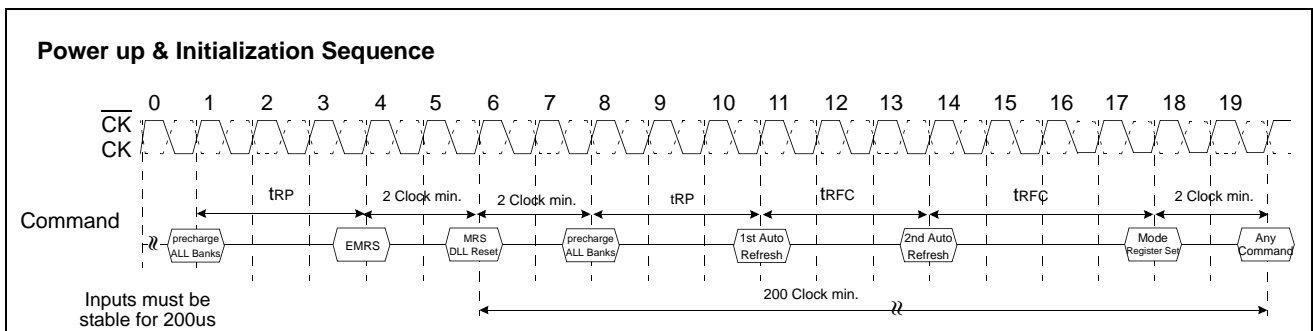 Power up & Initialization Sequence
0 1 2 3 4 5 6 7 8 9 10 11 12 13 14 15 16 17 18 19
CK
CK
tRP
2 Clock min.
2 Clock min.
tRP
tRFC
tRFC
2 Clock min.
Command
precharge
ALL Banks
EMRS
MRS
DLL Reset
precharge
ALL Banks
1st Auto
Refresh
2nd Auto
Refresh
Mode
Register Set
Any
Command
200 Clock min.
Inputs must be
stable for 200us